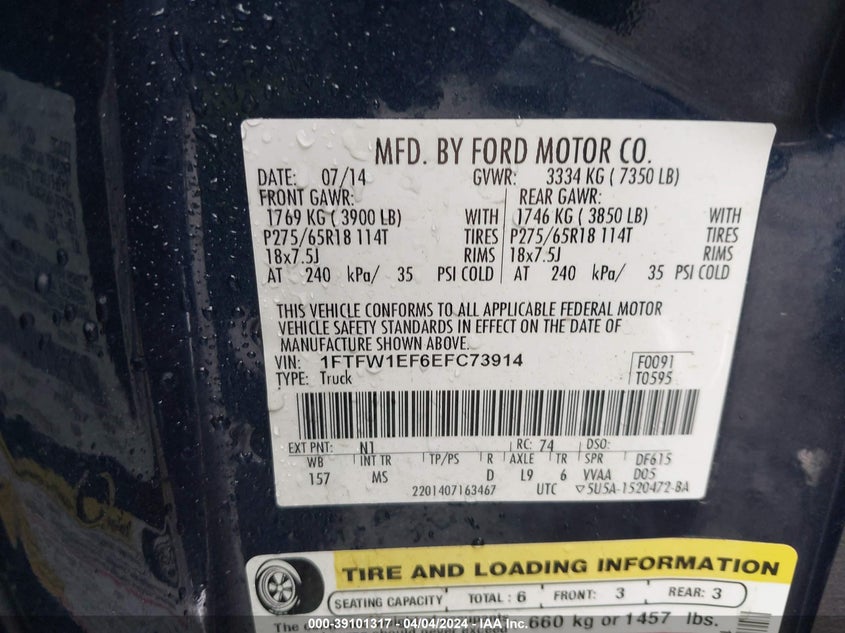 MFD. BY FORD MOTOR CO.
DATE: 07/14 GVWR: 3334 KG ( 7350 LB)
FRONT GAWR: REAR GAWR:
1769 KG ( 3900 LB) WITH 1746 KG ( 3850 LB) WITH
P275/65R18 114T TIRES P275/65R18 114T TIRES
18x7.5J RIMS 18x7.5J RIMS
AT 240 kPa/ 35 PSI COLD AT 240 kPa/ 35 PSI COLD
THIS VEHICLE CONFORMS TO ALL APPLICABLE FEDERAL MOTOR
VEHICLE SAFETY STANDARDS IN EFFECT ON THE DATE OF
MANUFACTURE SHOWN ABOVE.
VIN: 1FTFW1EF6EFC73914 F0091
TYPE: Truck T0595
EXT PNT: N1 RC: 74 DSO:
WB INT TR TP/PS R AXLE TR SPR DF615
157 MS D L9 6 VVAA D05
2201407163467 UTC ▽5U5A-1520472-BA
TIRE AND LOADING INFORMATION
SEATING CAPACITY TOTAL : 6 FRONT: 3 REAR: 3
660 kg or 1457 lbs.
000-39101317 - 04/04/2024 - IAA Inc.